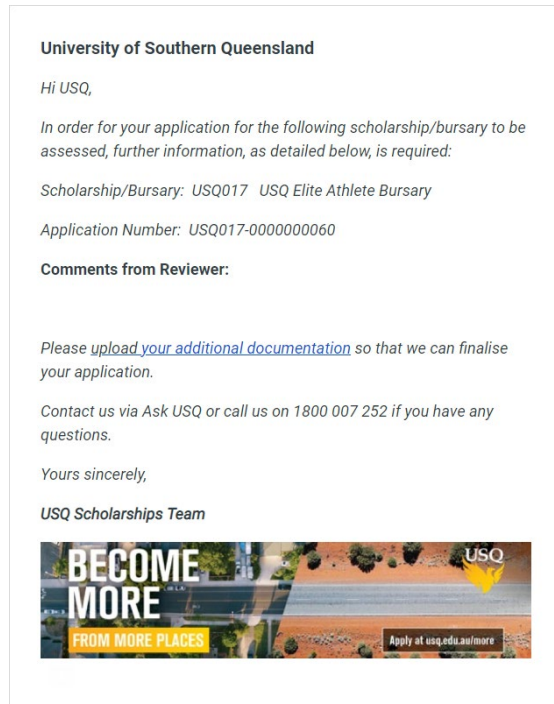 University of Southern Queensland
Hi USQ,
In order for your application for the following scholarship/bursary to be
assessed, further information, as detailed below, is required:
Scholarship/Bursary:  USQ017   USQ Elite Athlete Bursary
Application Number:  USQ017-0000000060
Comments from Reviewer:
Please upload your additional documentation so that we can finalise
your application.
Contact us via Ask USQ or call us on 1800 007 252 if you have any
questions.
Yours sincerely,
USQ Scholarships Team
BECOME
MORE
FROM MORE PLACES
USQ
Apply at usq.edu.au/more